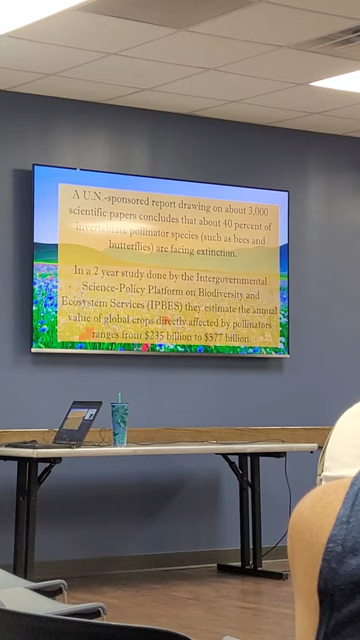 A U.N.-sponsored report drawing on about 3,000
scientific papers concludes that about 40 percent of
invertebrate pollinator species (such as bees and
butterflies) are facing extinction.
In a 2 year study done by the Intergovernmental
Science-Policy Platform on Biodiversity and
Ecosystem Services (IPBES) they estimate the annual
value of global crops directly affected by pollinators
ranges from $235 billion to $577 billion.